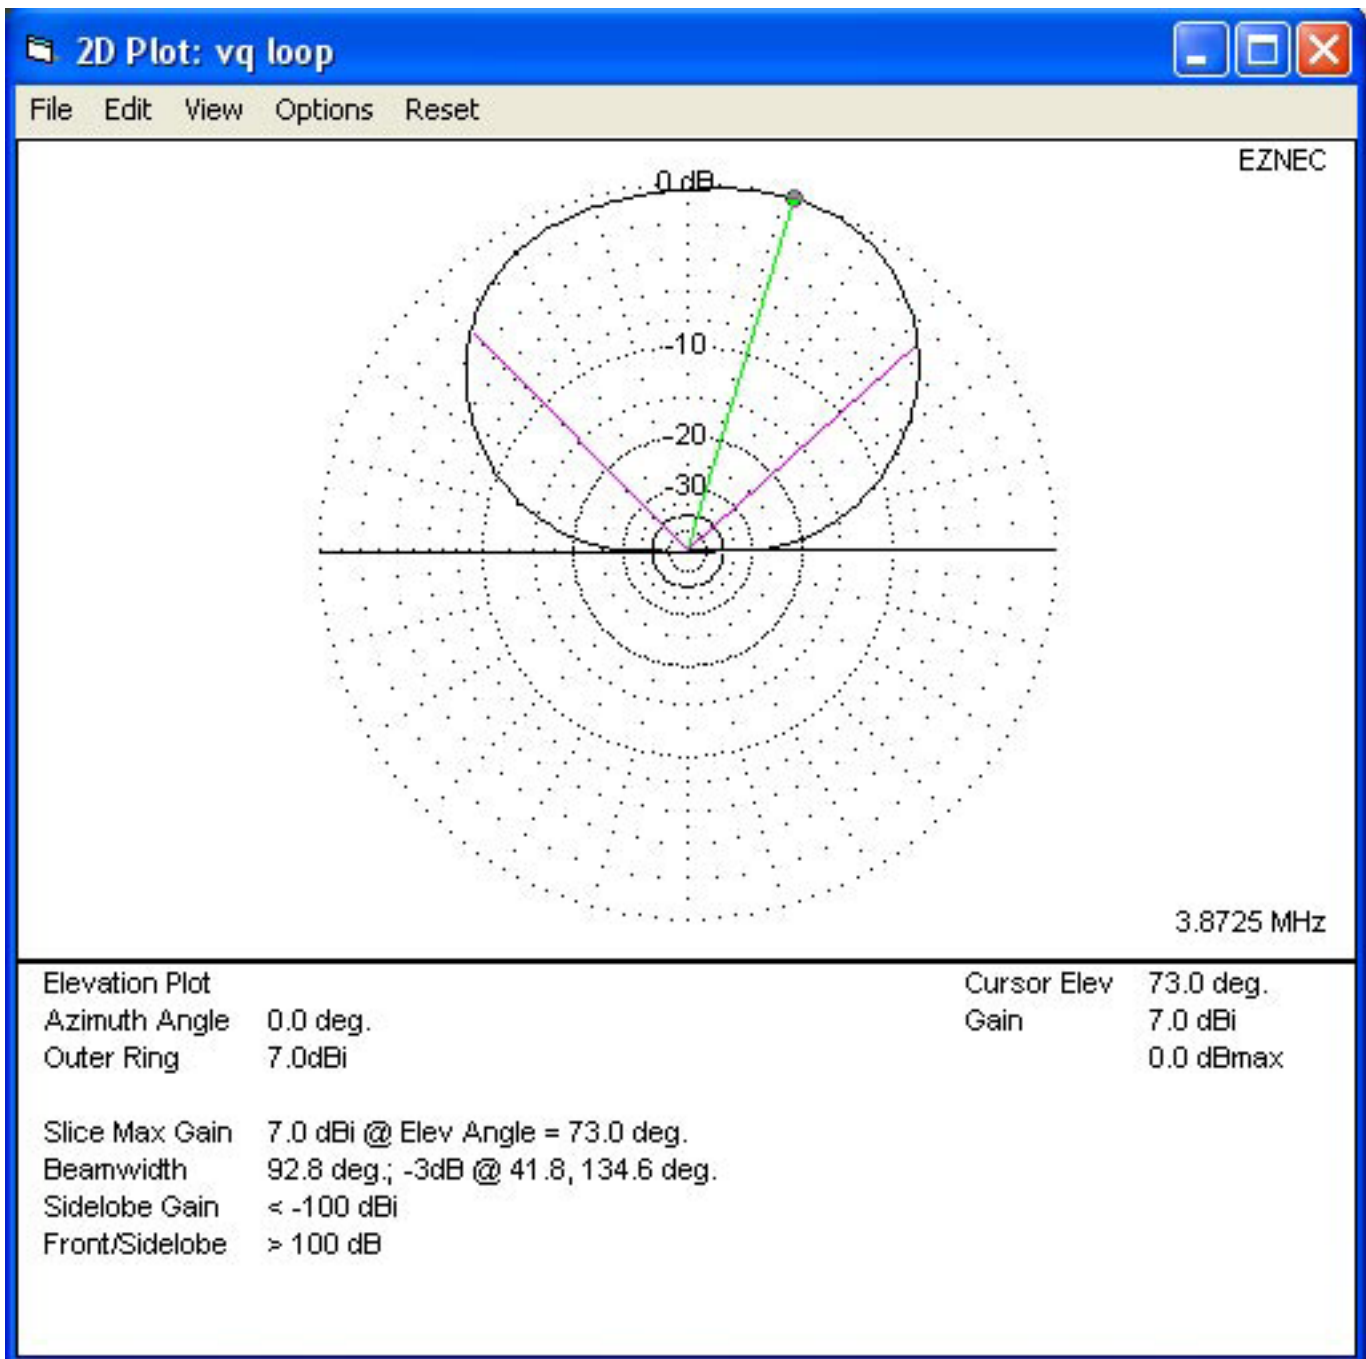 2D Plot: vq loop
File Edit View Options Reset
EZNEC
0 dB
-10
-20
-30
3.8725 MHz
Elevation Plot Cursor Elev 73.0 deg.
Azimuth Angle 0.0 deg. Gain 7.0 dBi
Outer Ring 7.0dBi 0.0 dBmax
Slice Max Gain 7.0 dBi @ Elev Angle = 73.0 deg.
Beamwidth 92.8 deg.; -3dB @ 41.8, 134.6 deg.
Sidelobe Gain < -100 dBi
Front/Sidelobe > 100 dB